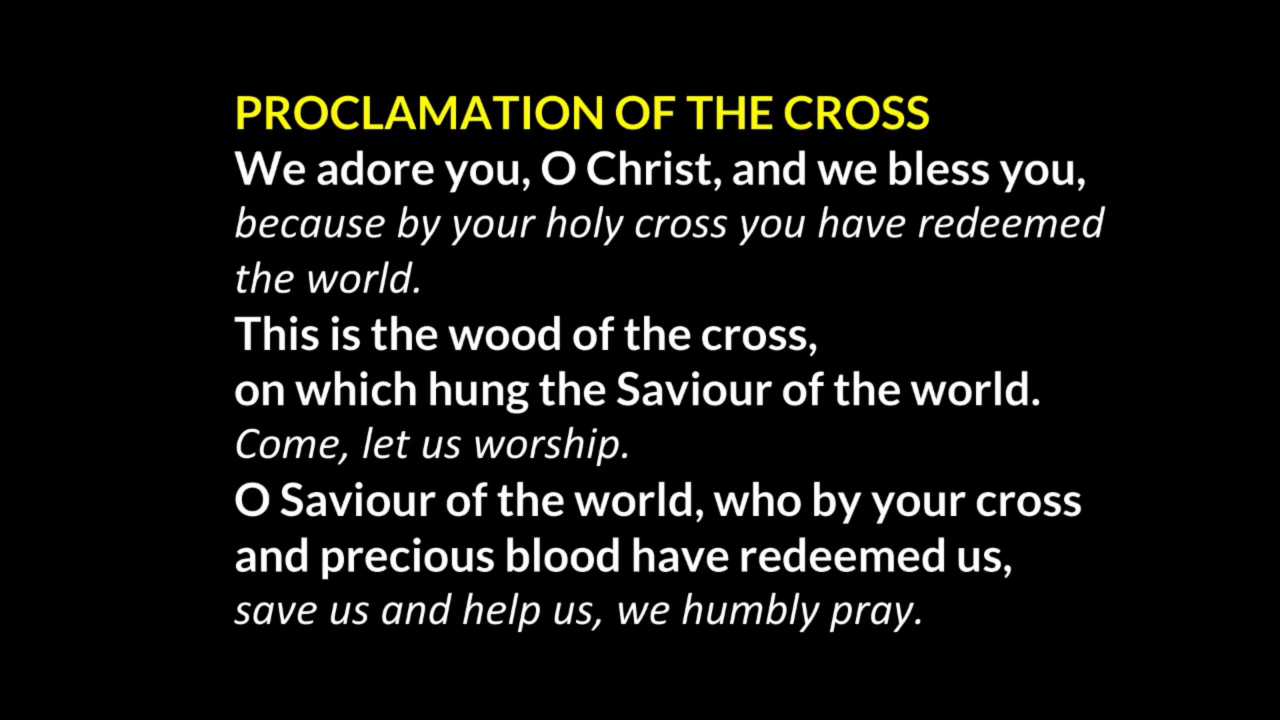 PROCLAMATION OF THE CROSS
We adore you, O Christ, and we bless you,
because by your holy cross you have redeemed
the world.
This is the wood of the cross,
on which hung the Saviour of the world.
Come, let us worship.
O Saviour of the world, who by your cross
and precious blood have redeemed us,
save us and help us, we humbly pray.